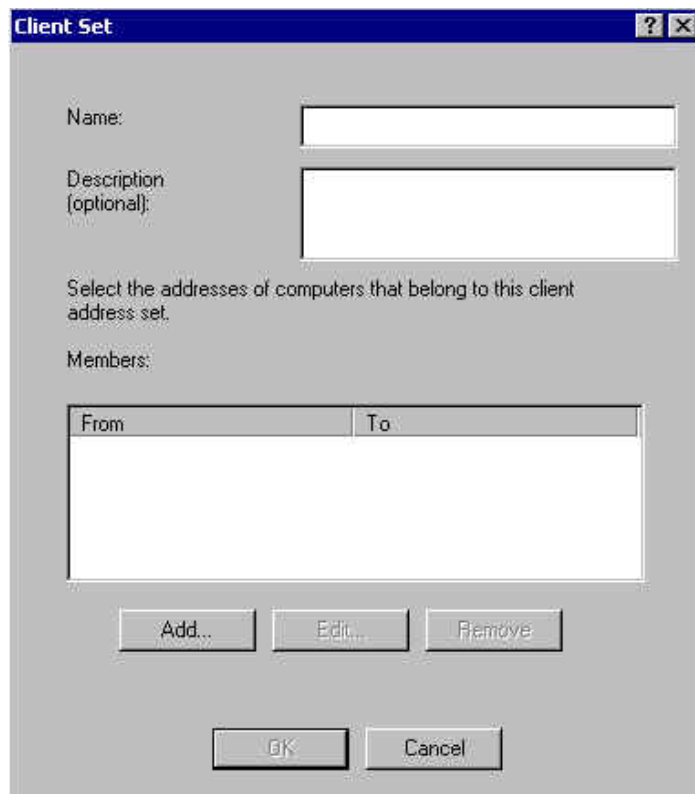 Client Set
Name:
Description
(optional):
Select the addresses of computers that belong to this client
address set.
Members:
From To
Add... Edit... Remove
OK Cancel